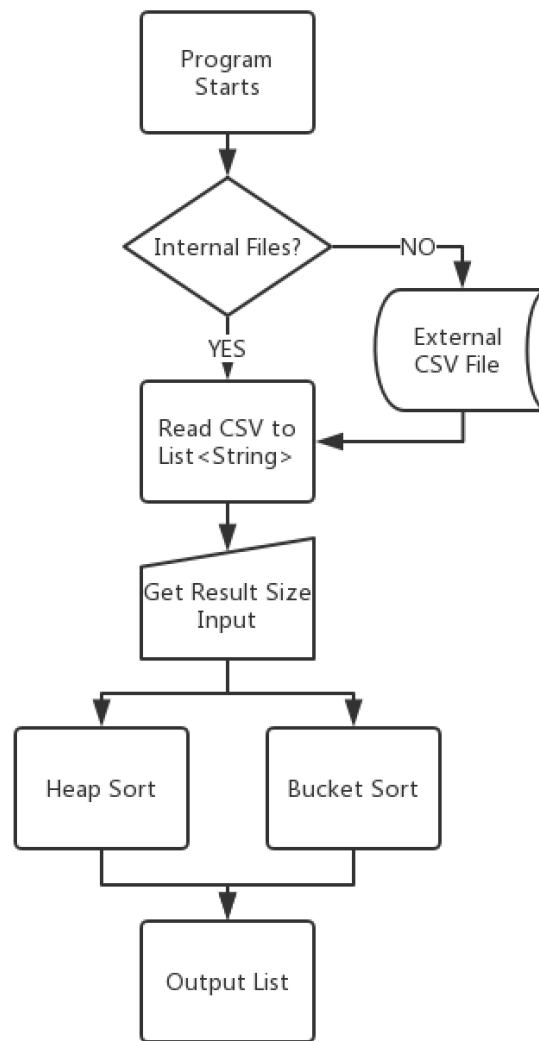 Program
Starts
Internal Files?
NO
External
CSV File
YES
Read CSV to
List<String>
Get Result Size
Input
Heap Sort
Bucket Sort
Output List